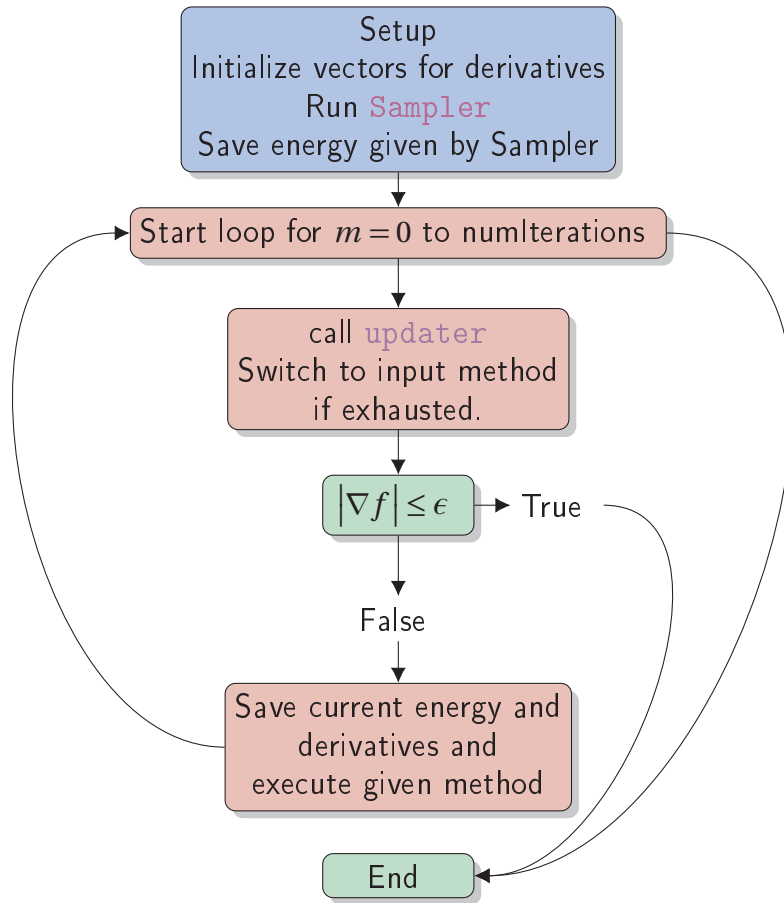 Setup
Initialize vectors for derivatives
Run Sampler
Save energy given by Sampler
Start loop for m = 0 to numIterations
call updater
Switch to input method
if exhausted.
|∇f| ≤ ϵ
True
False
Save current energy and
derivatives and
execute given method
End